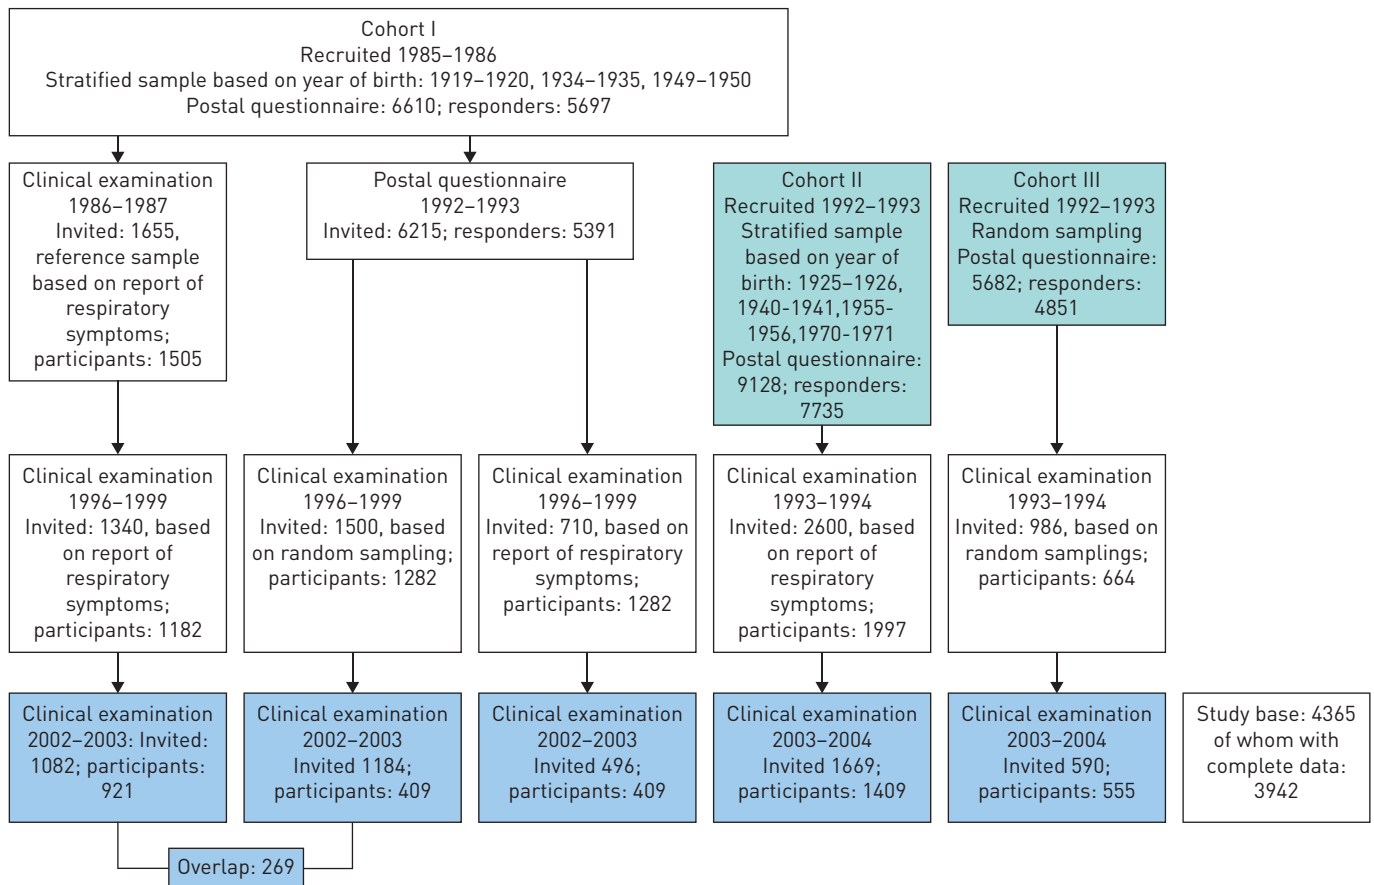 Cohort I
Recruited 1985–1986
Stratified sample based on year of birth: 1919–1920, 1934–1935, 1949–1950
Postal questionnaire: 6610; responders: 5697
Clinical examination
1986–1987
Invited: 1655,
reference sample
based on report of
respiratory
symptoms;
participants: 1505
Postal questionnaire
1992–1993
Invited: 6215; responders: 5391
Cohort II
Recruited 1992–1993
Stratified sample
based on year of
birth: 1925–1926,
1940-1941,1955-
1956,1970-1971
Postal questionnaire:
9128; responders:
7735
Cohort III
Recruited 1992–1993
Random sampling
Postal questionnaire:
5682; responders:
4851
Clinical examination
1996–1999
Invited: 1340, based
on report of
respiratory
symptoms;
participants: 1182
Clinical examination
1996–1999
Invited: 1500, based
on random sampling;
participants: 1282
Clinical examination
1996–1999
Invited: 710, based on
report of respiratory
symptoms;
participants: 1282
Clinical examination
1993–1994
Invited: 2600, based
on report of
respiratory
symptoms;
participants: 1997
Clinical examination
1993–1994
Invited: 986, based on
random samplings;
participants: 664
Clinical examination
2002–2003: Invited:
1082; participants:
921
Clinical examination
2002–2003
Invited 1184;
participants: 409
Clinical examination
2002–2003
Invited 496;
participants: 409
Clinical examination
2003–2004
Invited 1669;
participants: 1409
Clinical examination
2003–2004
Invited 590;
participants: 555
Study base: 4365
of whom with
complete data:
3942
Overlap: 269